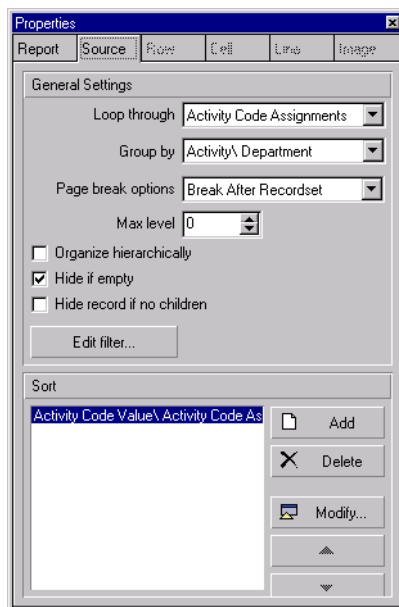 Properties
Report Source Row Cell Line Image
General Settings
Loop through Activity Code Assignments
Group by Activity\ Department
Page break options Break After Recordset
Max level 0
Organize hierarchically
Hide if empty
Hide record if no children
Edit filter...
Sort
Activity Code Value\ Activity Code As
Add
Delete
Modify...